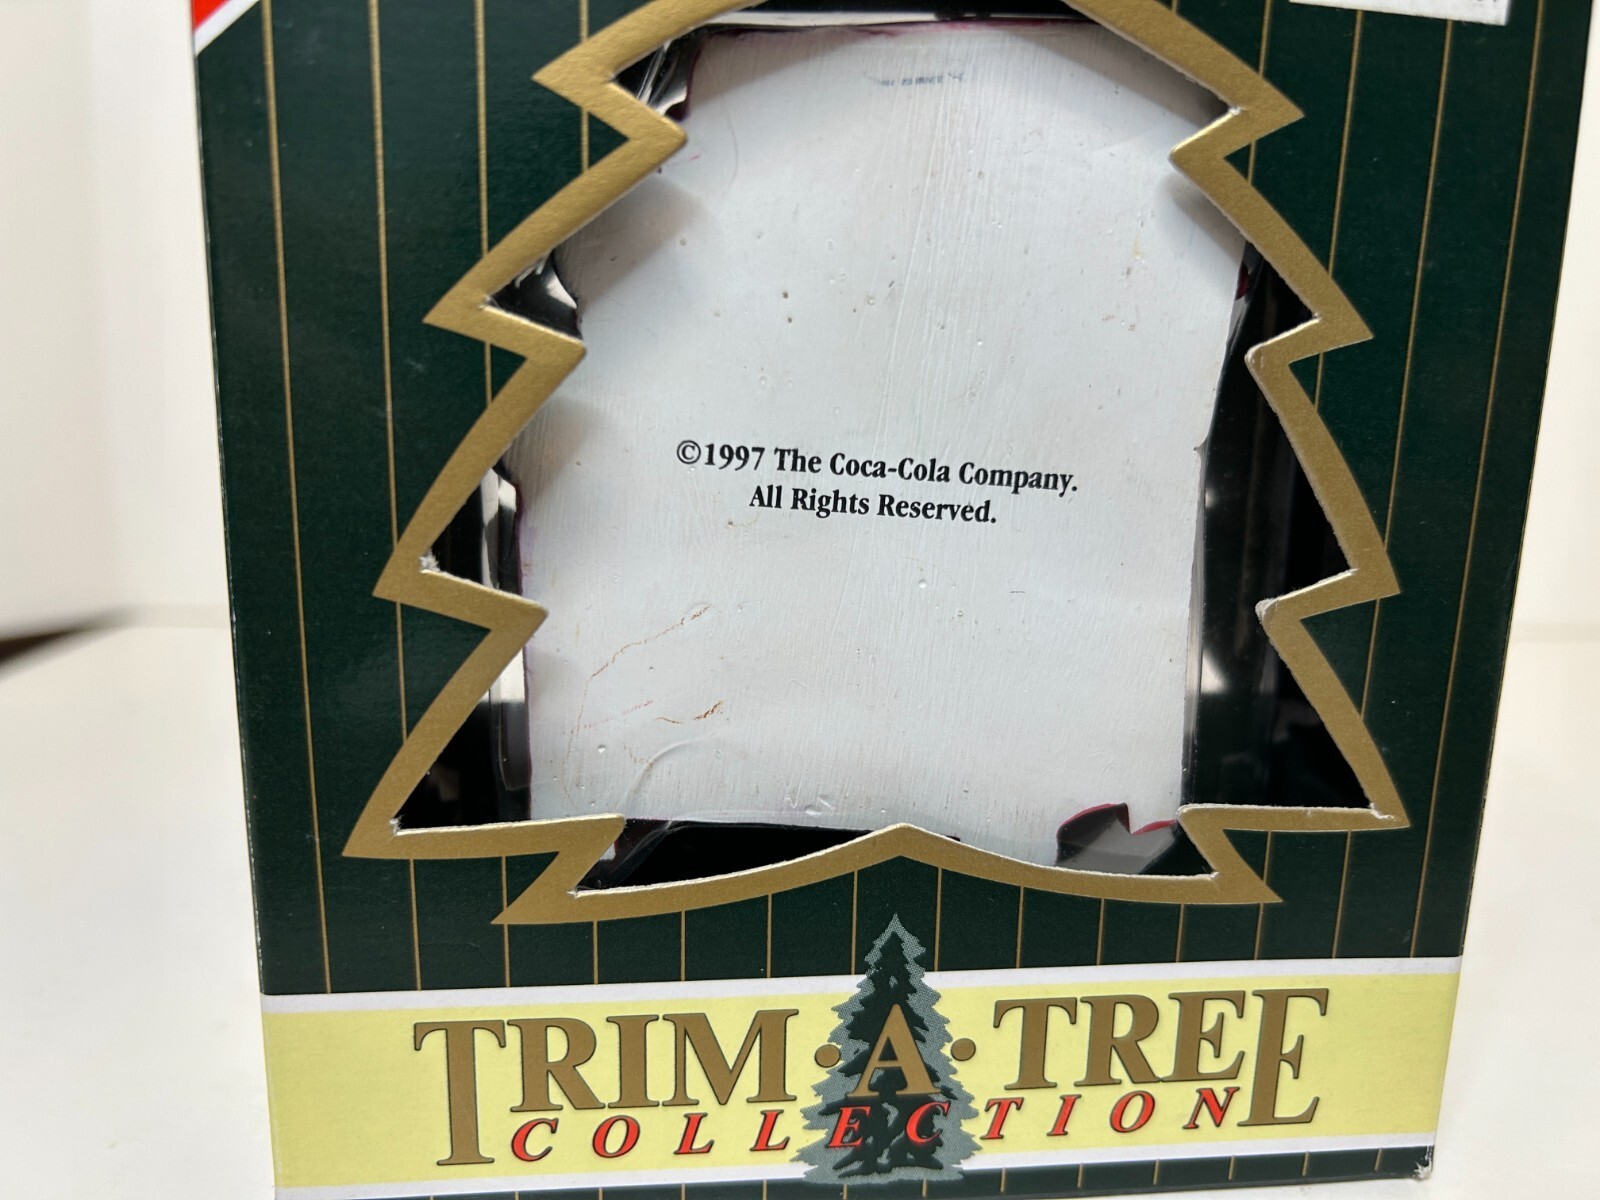 ©1997 The Coca-Cola Company.
All Rights Reserved.
TRIM·A·TREE
COLLECTION